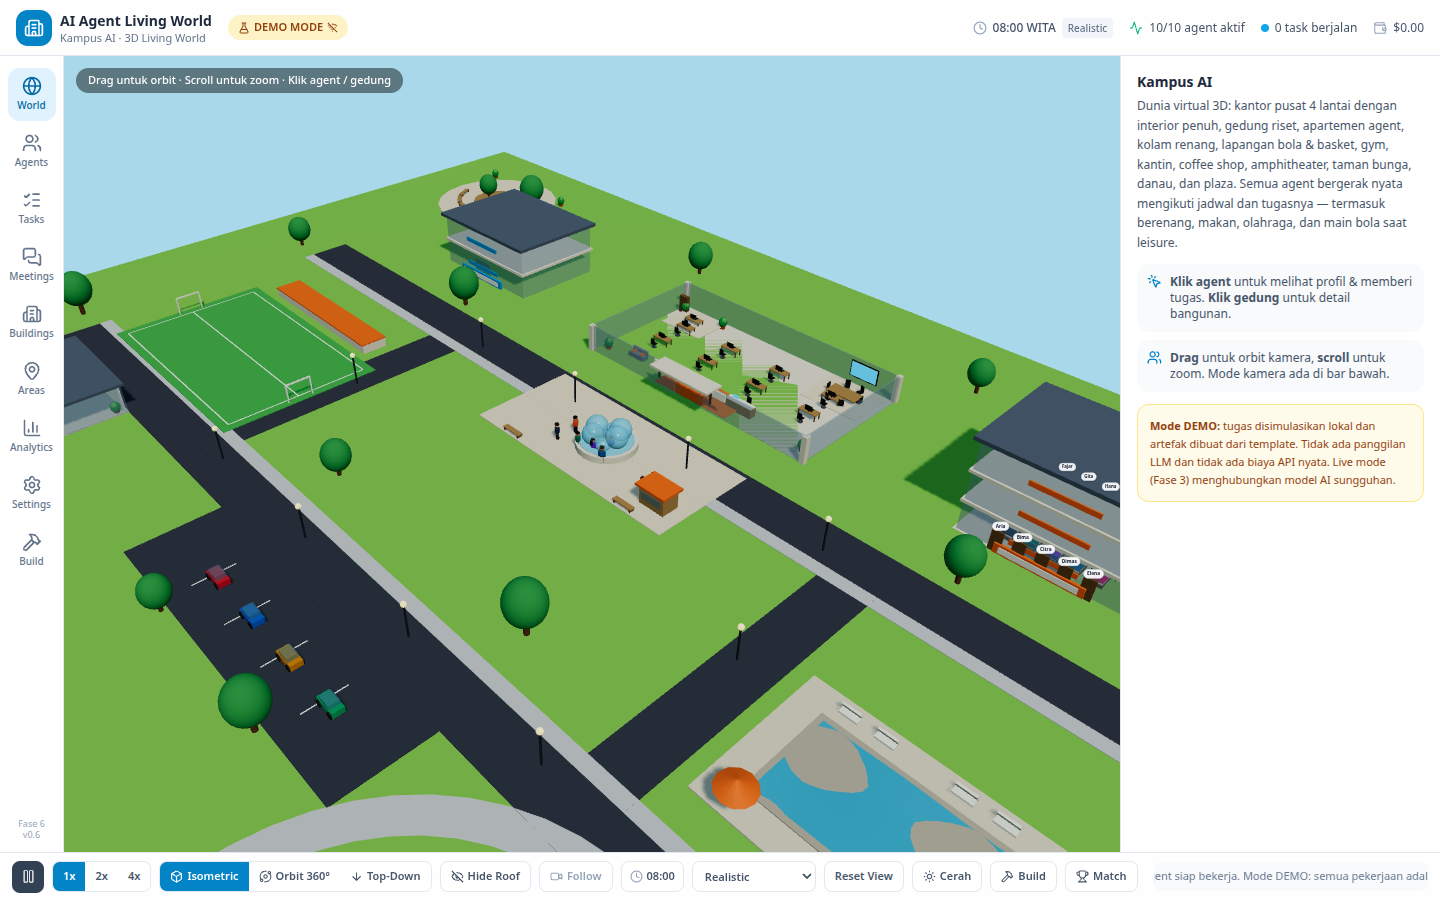 AI Agent Living World
Kampus AI · 3D Living World
DEMO MODE
08:00 WITA
Realistic
10/10 agent aktif
0 task berjalan
$0.00
World
Agents
Tasks
Meetings
Buildings
Areas
Analytics
Settings
Build
Fase 6
v0.6
Drag untuk orbit · Scroll untuk zoom · Klik agent / gedung
Fajar
Gita
Hana
Aria
Bima
Citra
Dimas
Elena
Kampus AI
Dunia virtual 3D: kantor pusat 4 lantai dengan
interior penuh, gedung riset, apartemen agent,
kolam renang, lapangan bola & basket, gym,
kantin, coffee shop, amphitheater, taman bunga,
danau, dan plaza. Semua agent bergerak nyata
mengikuti jadwal dan tugasnya — termasuk
berenang, makan, olahraga, dan main bola saat
leisure.
Klik agent untuk melihat profil & memberi
tugas. Klik gedung untuk detail
bangunan.
Drag untuk orbit kamera, scroll untuk
zoom. Mode kamera ada di bar bawah.
Mode DEMO: tugas disimulasikan lokal dan
artefak dibuat dari template. Tidak ada panggilan
LLM dan tidak ada biaya API nyata. Live mode
(Fase 3) menghubungkan model AI sungguhan.
1x
2x
4x
Isometric
Orbit 360°
Top-Down
Hide Roof
Follow
08:00
Realistic
Reset View
Cerah
Build
Match
ent siap bekerja. Mode DEMO: semua pekerjaan adal